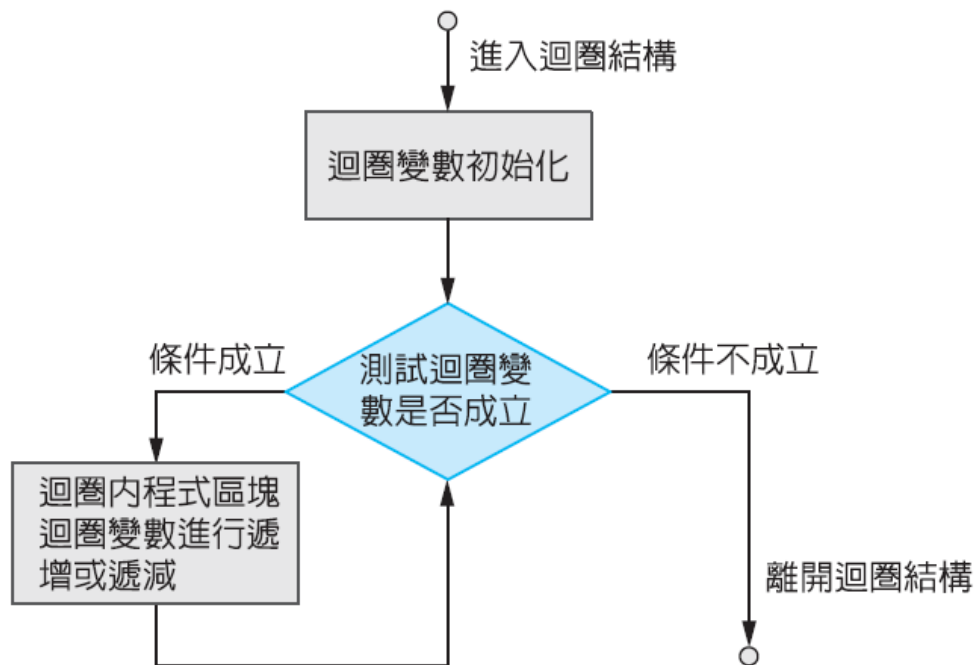 進入迴圈結構
迴圈變數初始化
條件成立
測試迴圈變
數是否成立
條件不成立
迴圈內程式區塊
迴圈變數進行遞
增或遞減
離開迴圈結構